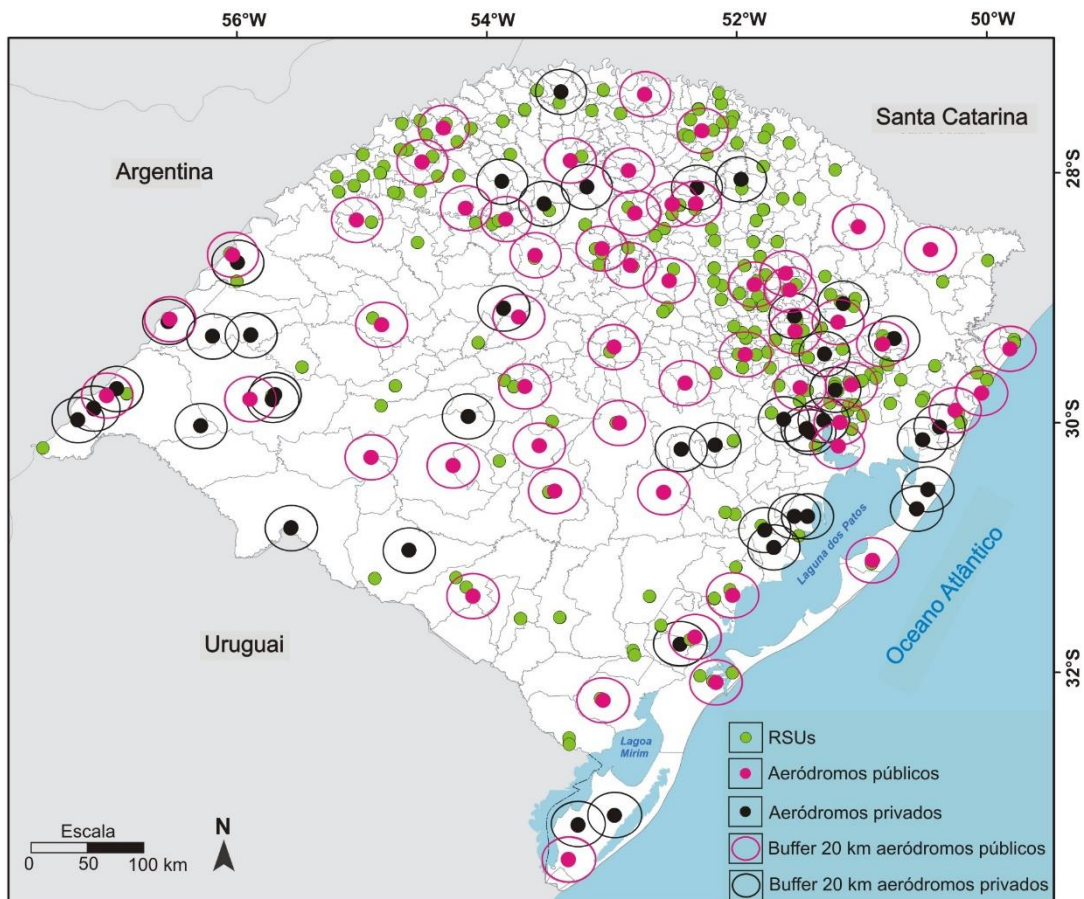 56°W 54°W 52°W 50°W
Santa Catarina
Argentina
28°S
30°S
Laguna dos Patos
Oceano Atlântico
Uruguai
32°S
Lagoa
Mirim
RSUs
Aeródromos públicos
Aeródromos privados
Buffer 20 km aeródromos públicos
Buffer 20 km aeródromos privados
Escala
0 50 100 km
N